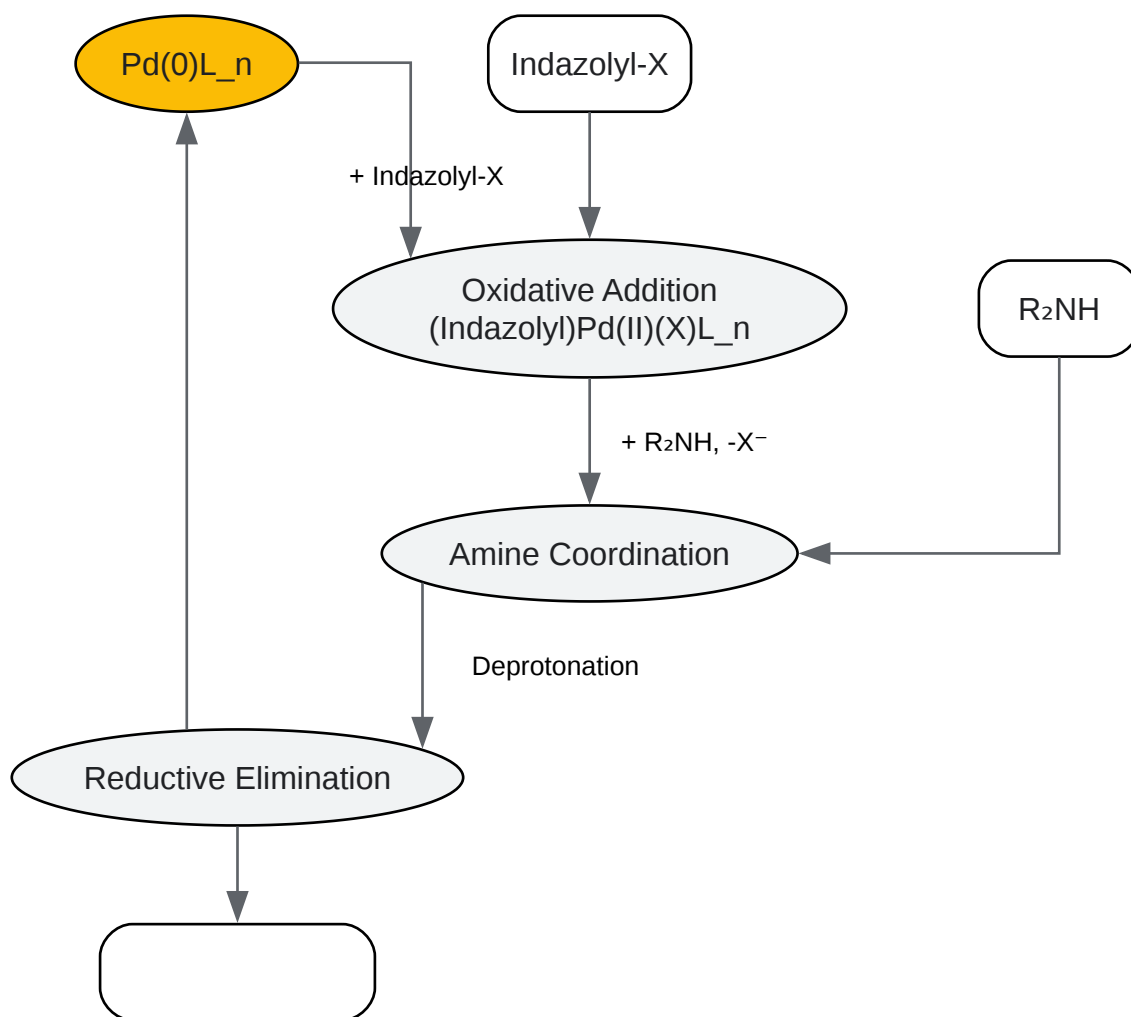 Pd(0)L_n
Indazolyl-X
+ Indazolyl-X
Oxidative Addition
(Indazolyl)Pd(II)(X)L_n
R₂NH
+ R₂NH, -X⁻
Amine Coordination
Deprotonation
Reductive Elimination